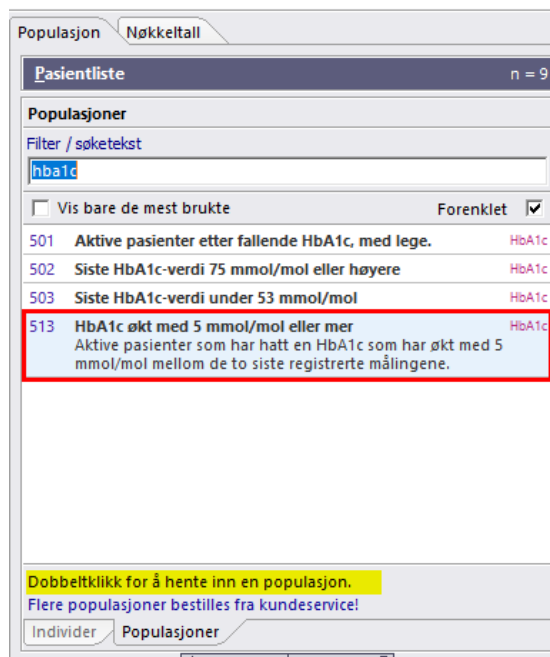 Populasjon Nøkkeltall
Pasientliste n = 9
Populasjoner
Filter / søketekst
hba1c
Vis bare de mest brukte Forenklet
501 Aktive pasienter etter fallende HbA1c, med lege. HbA1c
502 Siste HbA1c-verdi 75 mmol/mol eller høyere HbA1c
503 Siste HbA1c-verdi under 53 mmol/mol HbA1c
513 HbA1c økt med 5 mmol/mol eller mer HbA1c
Aktive pasienter som har hatt en HbA1c som har økt med 5
mmol/mol mellom de to siste registrerte målingene.
Dobbeltklikk for å hente inn en populasjon.
Flere populasjoner bestilles fra kundeservice!
Individer Populasjoner